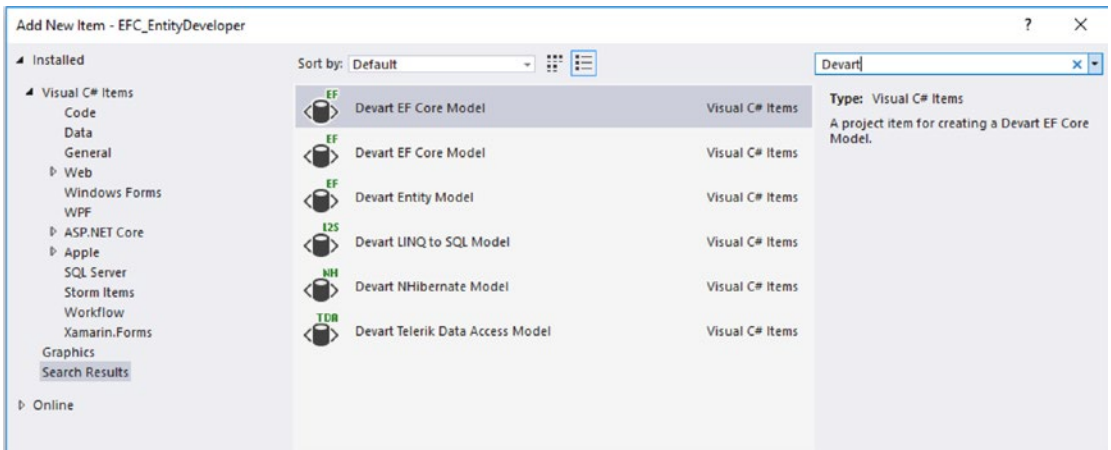 Add New Item - EFC_EntityDeveloper
?
Installed
Visual C# Items
Code
Data
General
Web
Windows Forms
WPF
ASP.NET Core
Apple
SQL Server
Storm Items
Workflow
Xamarin.Forms
Graphics
Search Results
Online
Sort by: Default
EF
Devart EF Core Model Visual C# Items
EF
Devart EF Core Model Visual C# Items
EF
Devart Entity Model Visual C# Items
L2S
Devart LINQ to SQL Model Visual C# Items
NH
Devart NHibernate Model Visual C# Items
TDA
Devart Telerik Data Access Model Visual C# Items
Devart
Type: Visual C# Items
A project item for creating a Devart EF Core
Model.